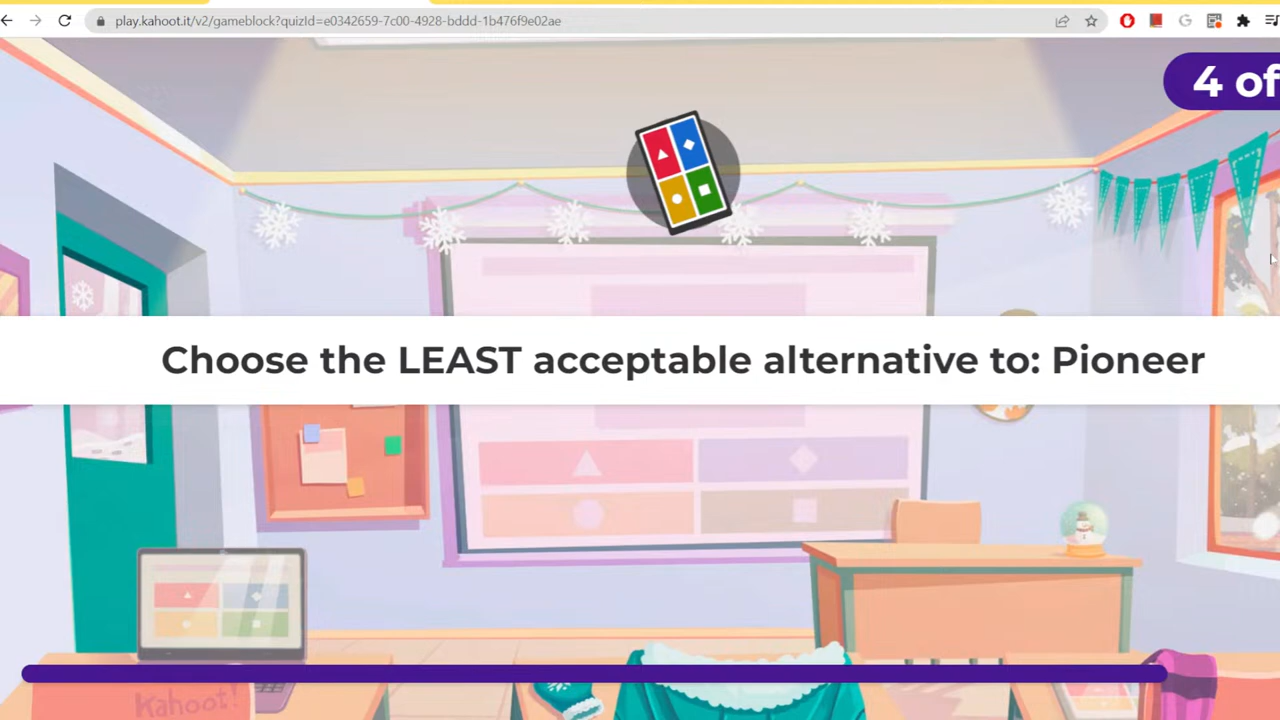 play.kahoot.it/v2/gameblock?quizId=e0342659-7c00-4928-bddd-1b476f9e02ae
4 of
Choose the LEAST acceptable alternative to: Pioneer
Kahoot!